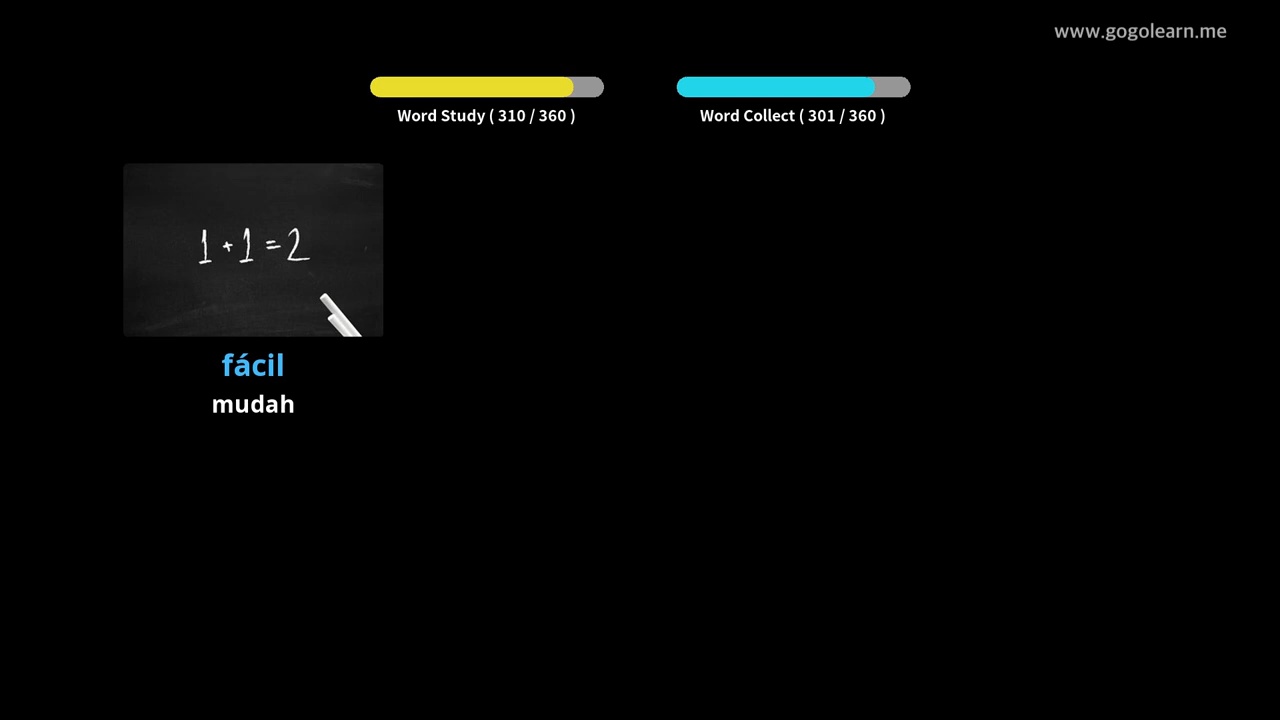 www.gogolearn.me
Word Study ( 310 / 360 )
Word Collect ( 301 / 360 )
1 + 1 = 2
fácil
mudah